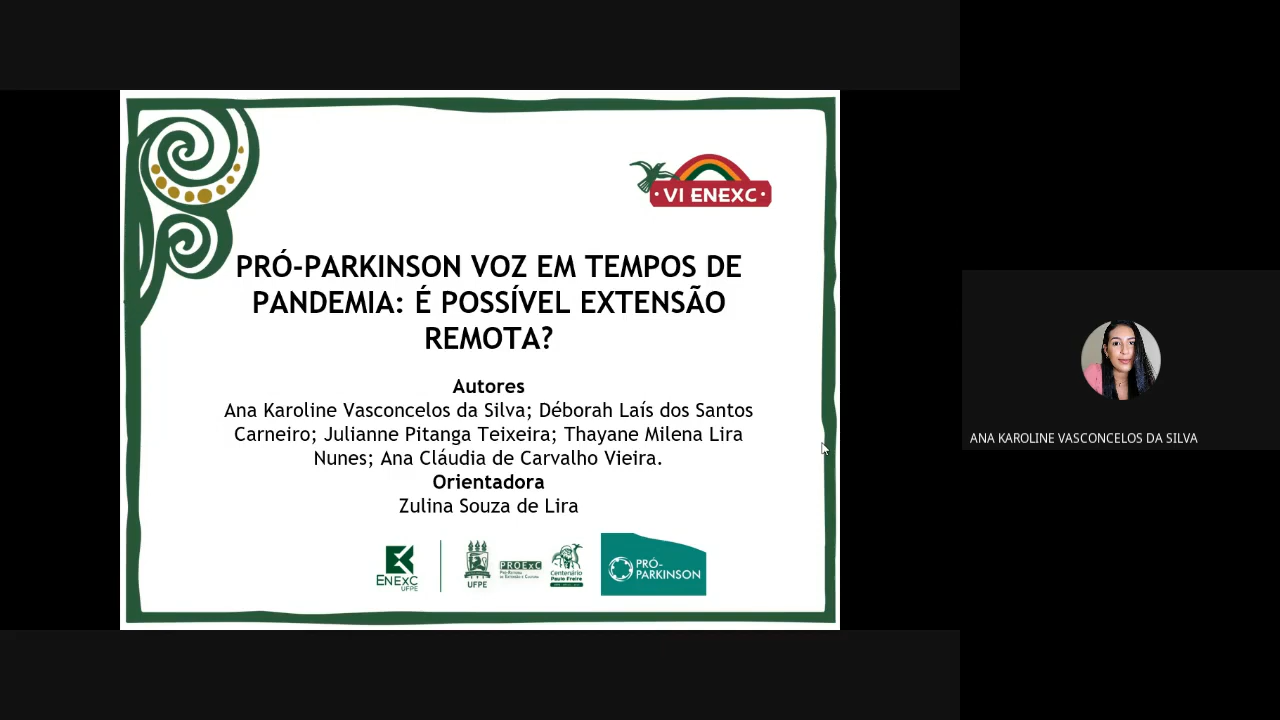 VI ENEXC
PRÓ-PARKINSON VOZ EM TEMPOS DE
PANDEMIA: É POSSÍVEL EXTENSÃO
REMOTA?
Autores
Ana Karoline Vasconcelos da Silva; Déborah Laís dos Santos
Carneiro; Julianne Pitanga Teixeira; Thayane Milena Lira
Nunes; Ana Cláudia de Carvalho Vieira.
Orientadora
Zulina Souza de Lira
ENEXC
UFPE
UFPE
PROEXC
Centenário
Paulo Freire
PRÓ-
PARKINSON
ANA KAROLINE VASCONCELOS DA SILVA